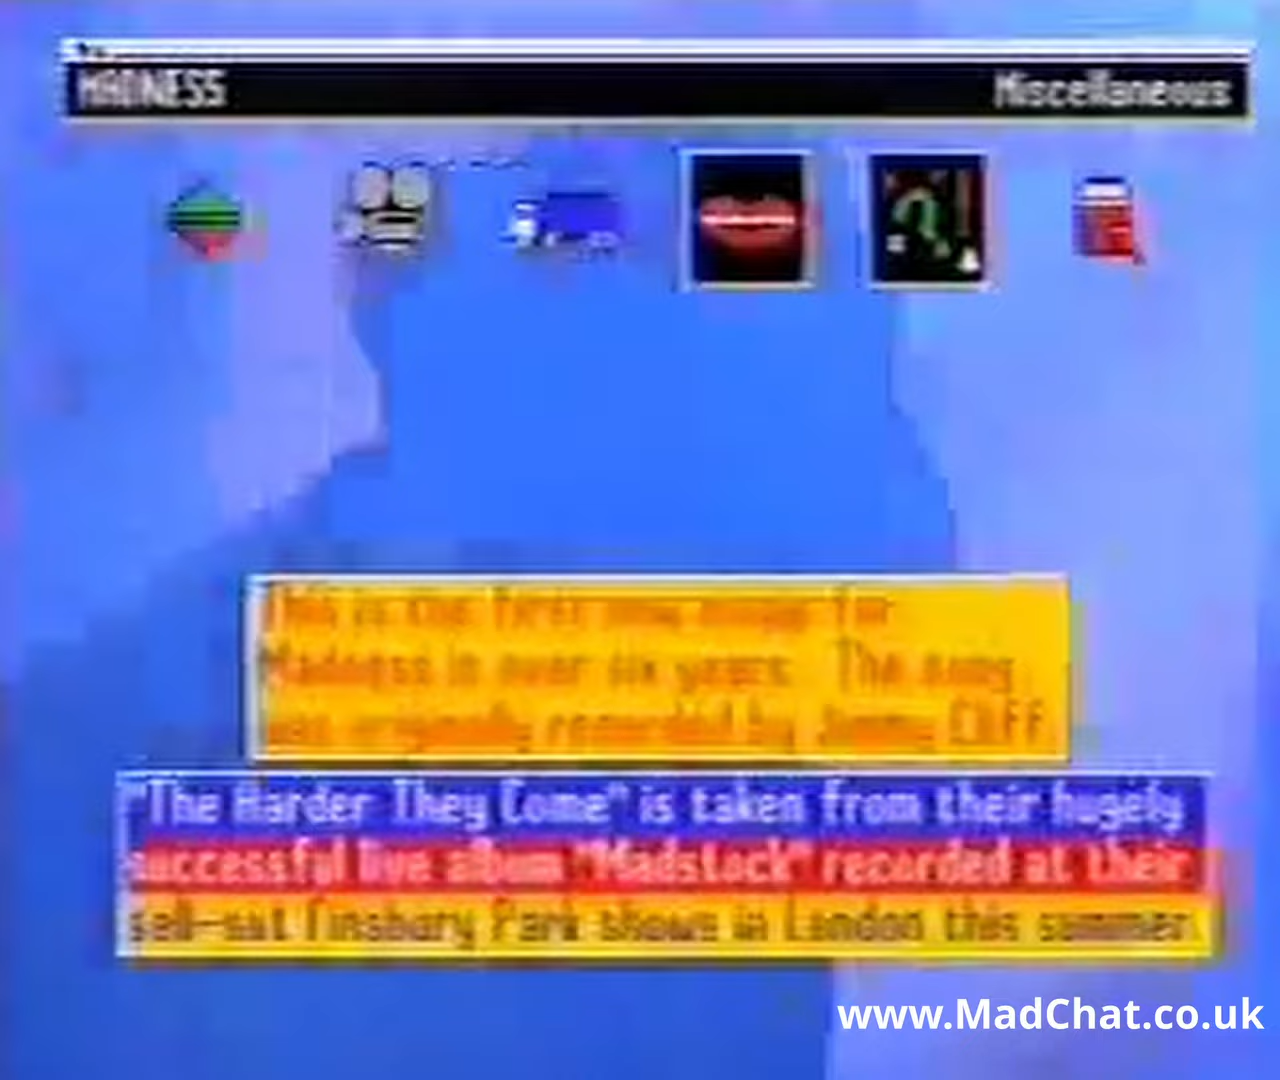 MADNESS Miscellaneous
This is the first new song for
Madness in over six years. The song
was originally recorded by Jimmy Cliff
"The Harder They Come" is taken from their hugely
successful live album "Madstock" recorded at their
sell-out Finsbury Park shows in London this summer.
www.MadChat.co.uk